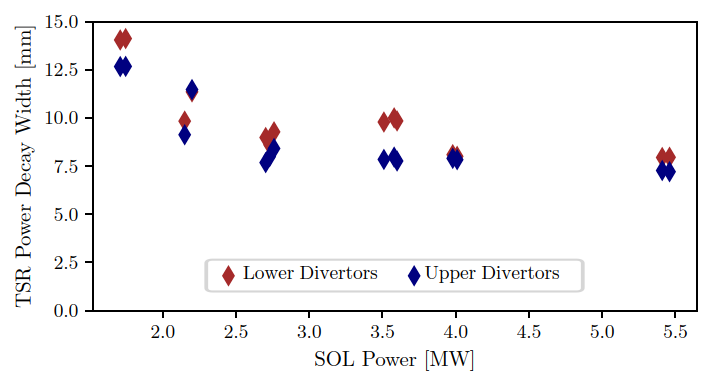 TSR Power Decay Width [mm]
15.0
12.5
10.0
7.5
5.0
2.5
0.0
Lower Divertors Upper Divertors
2.0 2.5 3.0 3.5 4.0 4.5 5.0 5.5
SOL Power [MW]